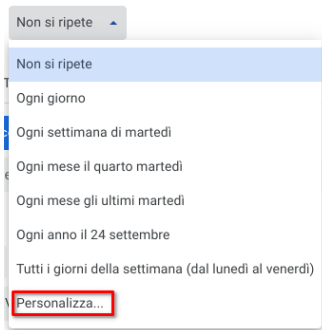 Non si ripete
Non si ripete
Ogni giorno
Ogni settimana di martedì
Ogni mese il quarto martedì
Ogni mese gli ultimi martedì
Ogni anno il 24 settembre
Tutti i giorni della settimana (dal lunedì al venerdì)
Personalizza...